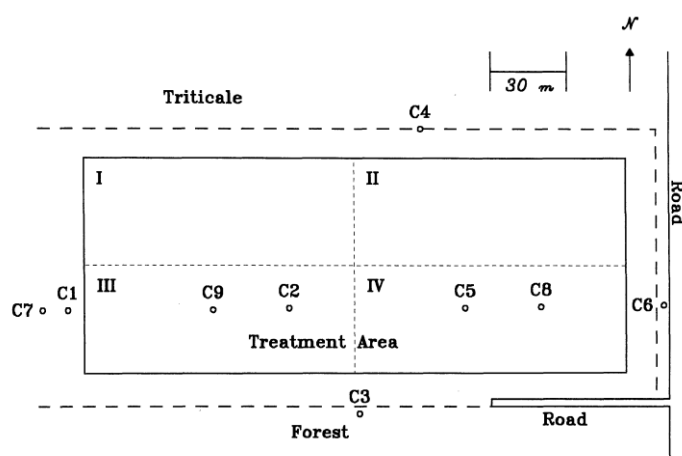 N
30 m
Triticale
C4
I
II
Road
III
IV
C1
C9
C2
C5
C8
C7
C6
Treatment Area
C3
Road
Forest